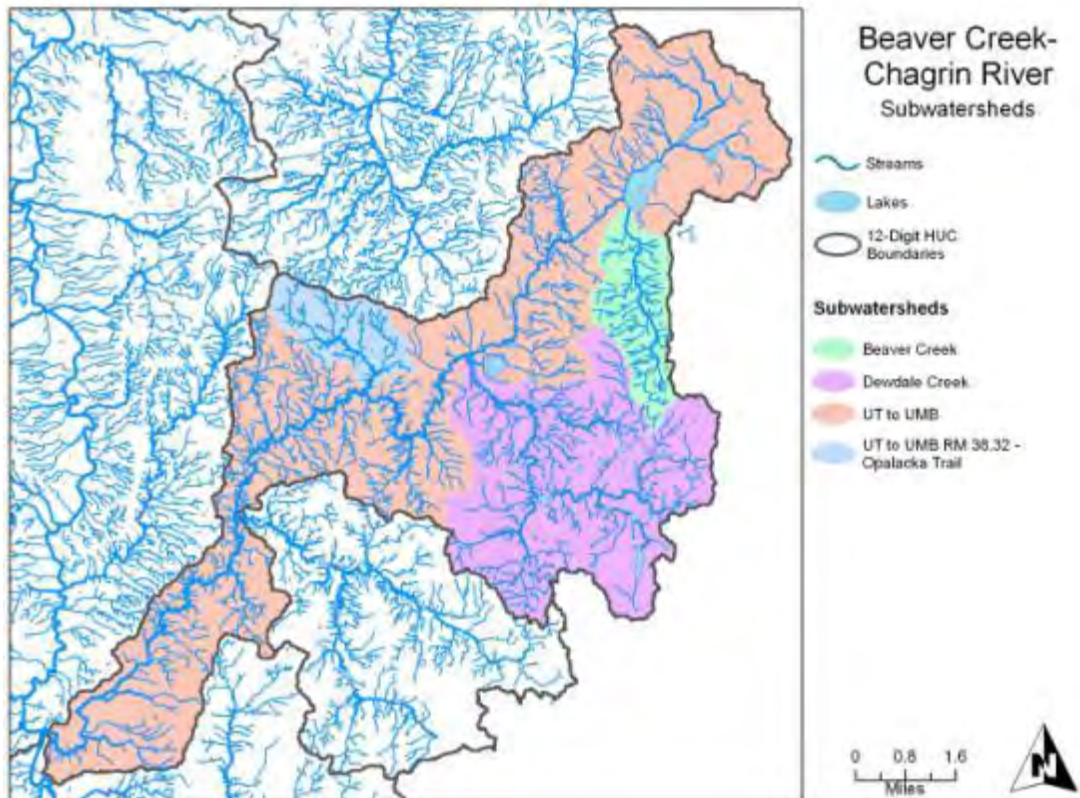 Beaver Creek-
Chagrin River
Subwatersheds
Streams
Lakes
12-Digit HUC
Boundaries
Subwatersheds
Beaver Creek
Dewdale Creek
UT to UMB
UT to UMB RM 38.32 -
Opalacka Trail
0 0.8 1.6
Miles
N